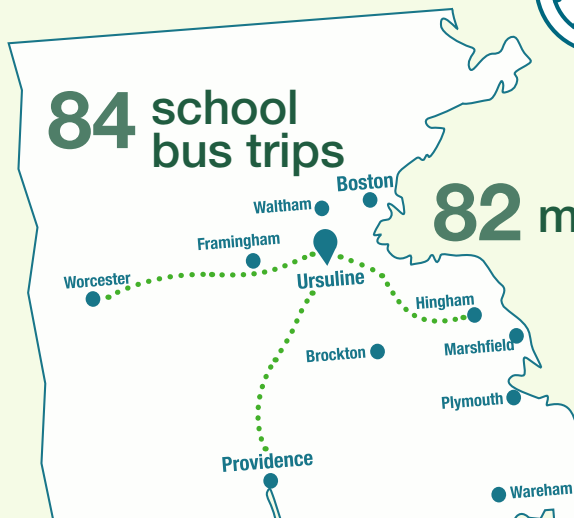 84 school
bus trips
Boston
Waltham
82 m
Framingham
Worcester
Ursuline
Hingham
Marshfield
Brockton
Plymouth
Providence
Wareham